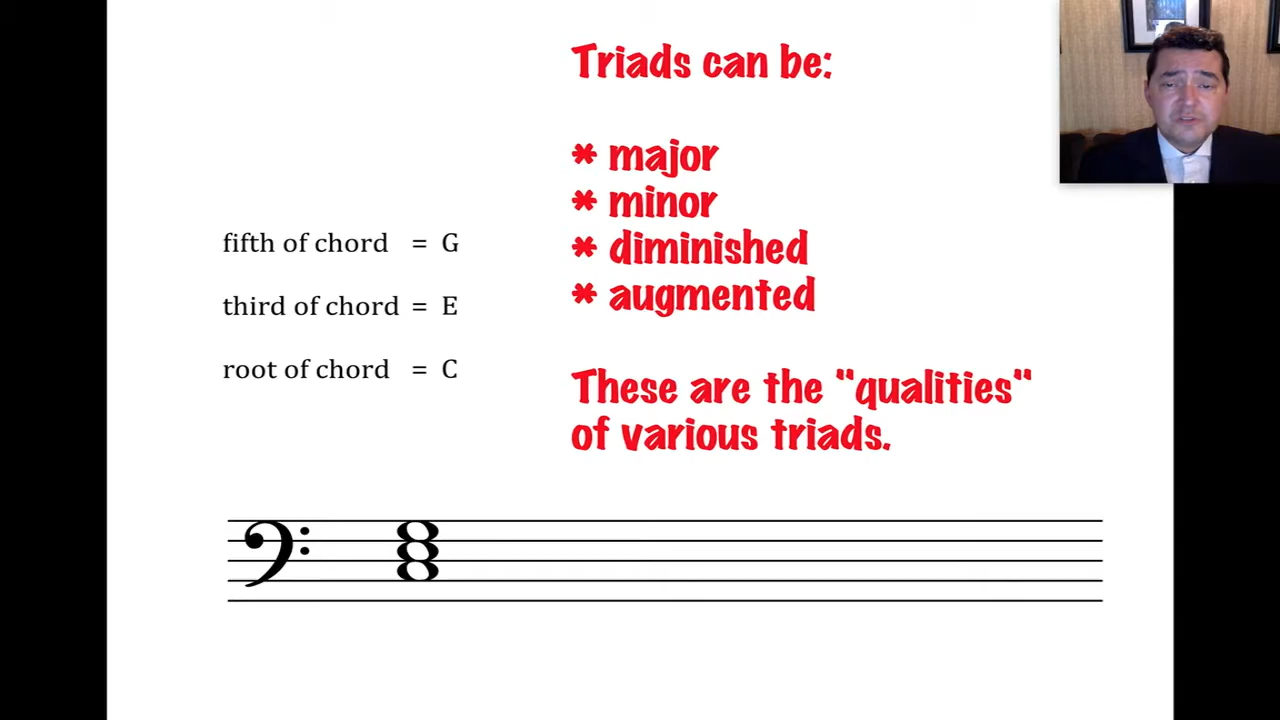 Triads can be:
* major
* minor
* diminished
* augmented
These are the "qualities"
of various triads.
fifth of chord = G
third of chord = E
root of chord = C